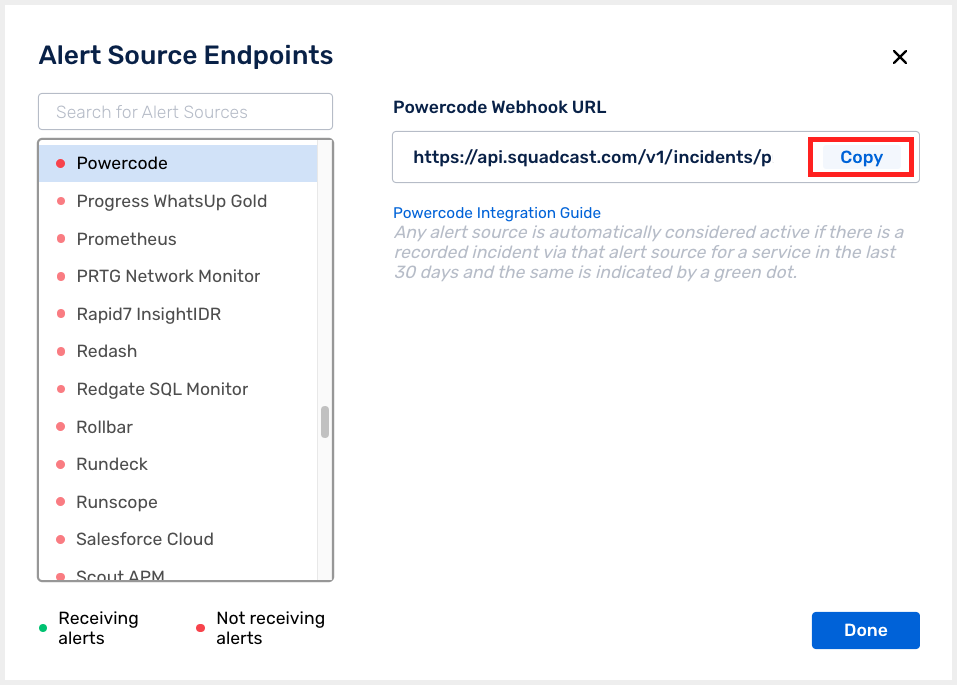 Alert Source Endpoints
Search for Alert Sources
Powercode
Progress WhatsUp Gold
Prometheus
PRTG Network Monitor
Rapid7 InsightIDR
Redash
Redgate SQL Monitor
Rollbar
Rundeck
Runscope
Salesforce Cloud
Scout APM
Receiving
alerts
Not receiving
alerts
Powercode Webhook URL
https://api.squadcast.com/v1/incidents/p
Copy
Powercode Integration Guide
Any alert source is automatically considered active if there is a
recorded incident via that alert source for a service in the last
30 days and the same is indicated by a green dot.
Done